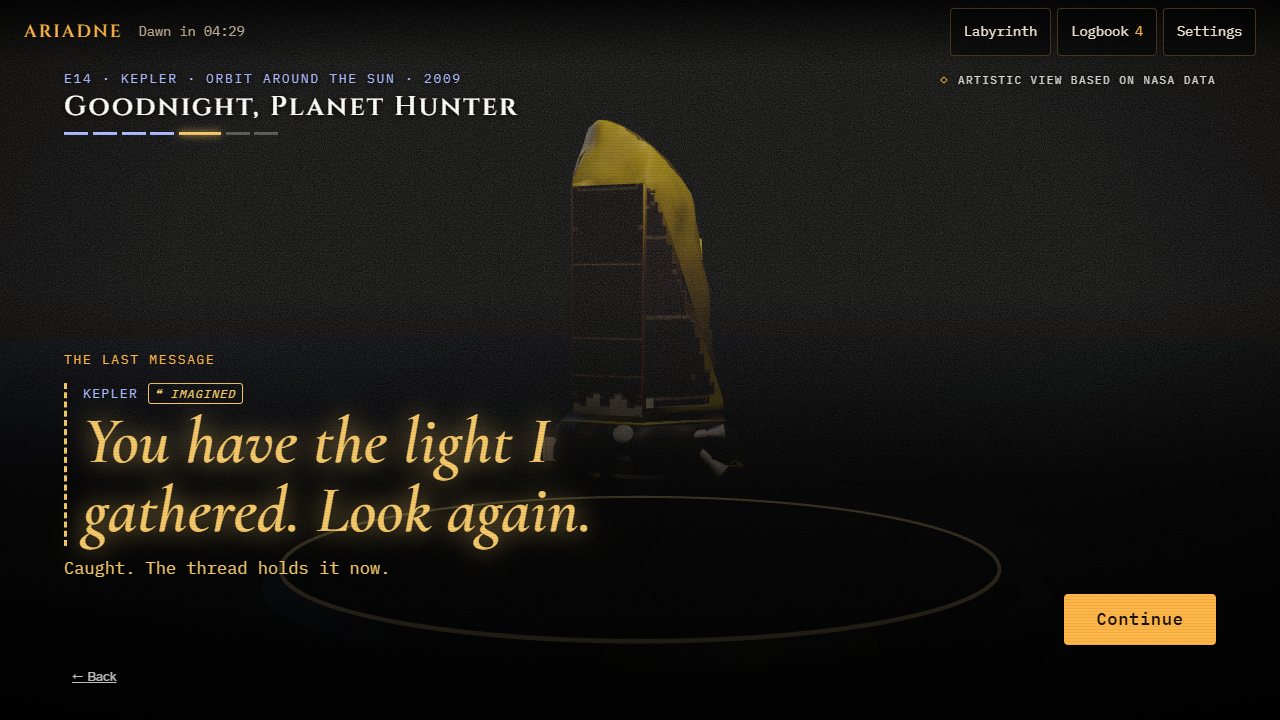 ARIADNE Dawn in 04:29 Labyrinth Logbook 4 Settings
E14 · KEPLER · ORBIT AROUND THE SUN · 2009
◇ ARTISTIC VIEW BASED ON NASA DATA
Goodnight, Planet Hunter
THE LAST MESSAGE
KEPLER ❝ IMAGINED
You have the light I
gathered. Look again.
Caught. The thread holds it now.
Continue
← Back